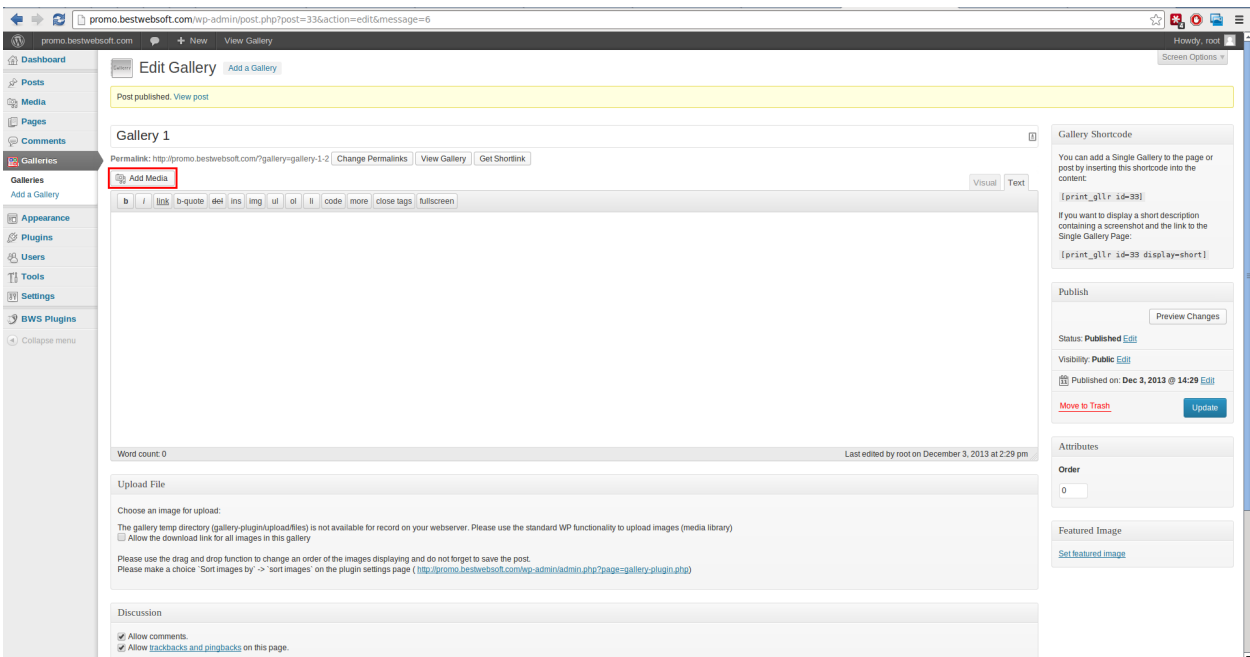 promo.bestwebsoft.com/wp-admin/post.php?post=33&action=edit&message=6
promo.bestwebsoft.com + New View Gallery Howdy, root
Dashboard
Posts
Media
Pages
Comments
Galleries
Galleries
Add a Gallery
Appearance
Plugins
Users
Tools
Settings
BWS Plugins
Collapse menu
Screen Options
Edit Gallery Add a Gallery
Post published. View post
Gallery 1
Permalink: http://promo.bestwebsoft.com/?gallery=gallery-1-2 Change Permalinks View Gallery Get Shortlink
Add Media
Visual Text
b i link b-quote del ins img ul ol li code more close tags fullscreen
Word count: 0 Last edited by root on December 3, 2013 at 2:29 pm
Upload File
Choose an image for upload:
The gallery temp directory (gallery-plugin/upload/files) is not available for record on your webserver. Please use the standard WP functionality to upload images (media library)
Allow the download link for all images in this gallery
Please use the drag and drop function to change an order of the images displaying and do not forget to save the post.
Please make a choice `Sort images by` -> `sort images` on the plugin settings page ( http://promo.bestwebsoft.com/wp-admin/admin.php?page=gallery-plugin.php)
Discussion
Allow comments.
Allow trackbacks and pingbacks on this page.
Gallery Shortcode
You can add a Single Gallery to the page or
post by inserting this shortcode into the
content:
[print_gllr id=33]
If you want to display a short description
containing a screenshot and the link to the
Single Gallery Page:
[print_gllr id=33 display=short]
Publish
Preview Changes
Status: Published Edit
Visibility: Public Edit
Published on: Dec 3, 2013 @ 14:29 Edit
Move to Trash Update
Attributes
Order
0
Featured Image
Set featured image